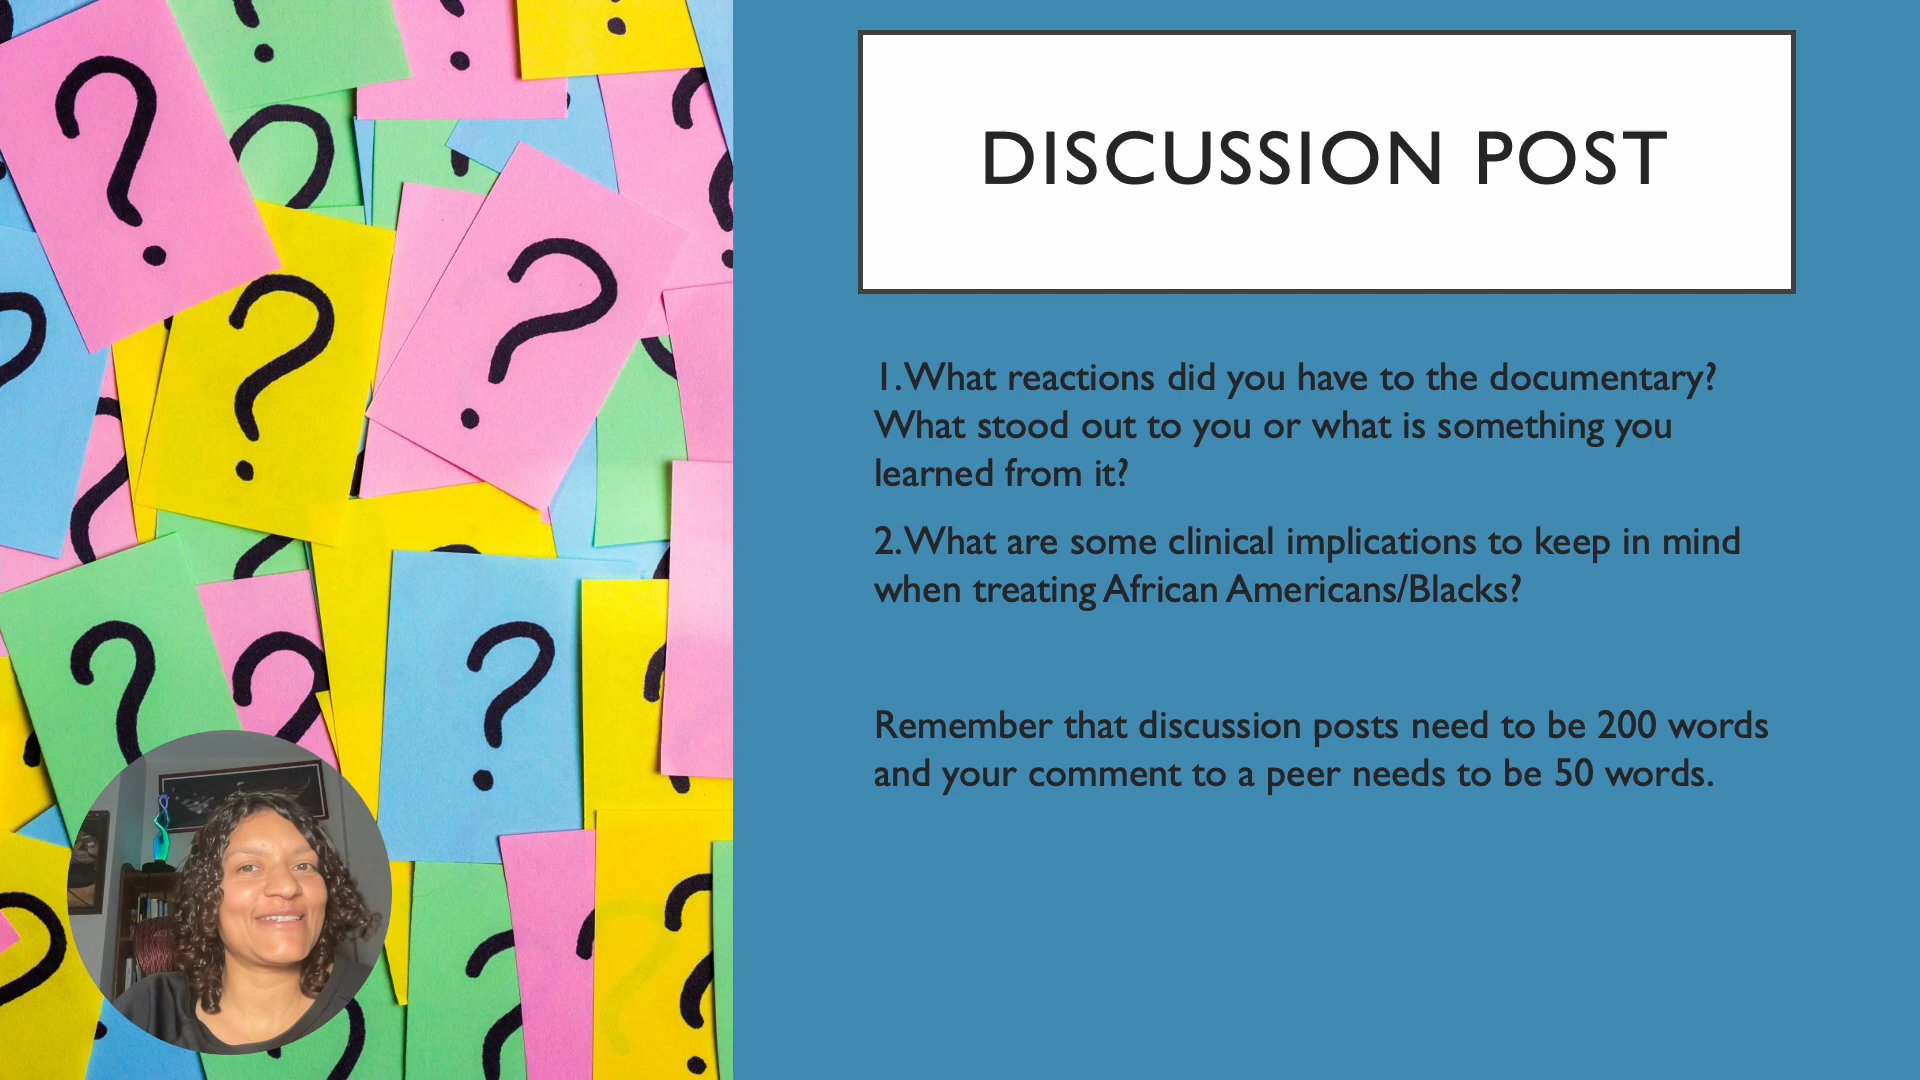 DISCUSSION POST
1. What reactions did you have to the documentary?
What stood out to you or what is something you
learned from it?
2. What are some clinical implications to keep in mind
when treating African Americans/Blacks?
Remember that discussion posts need to be 200 words
and your comment to a peer needs to be 50 words.